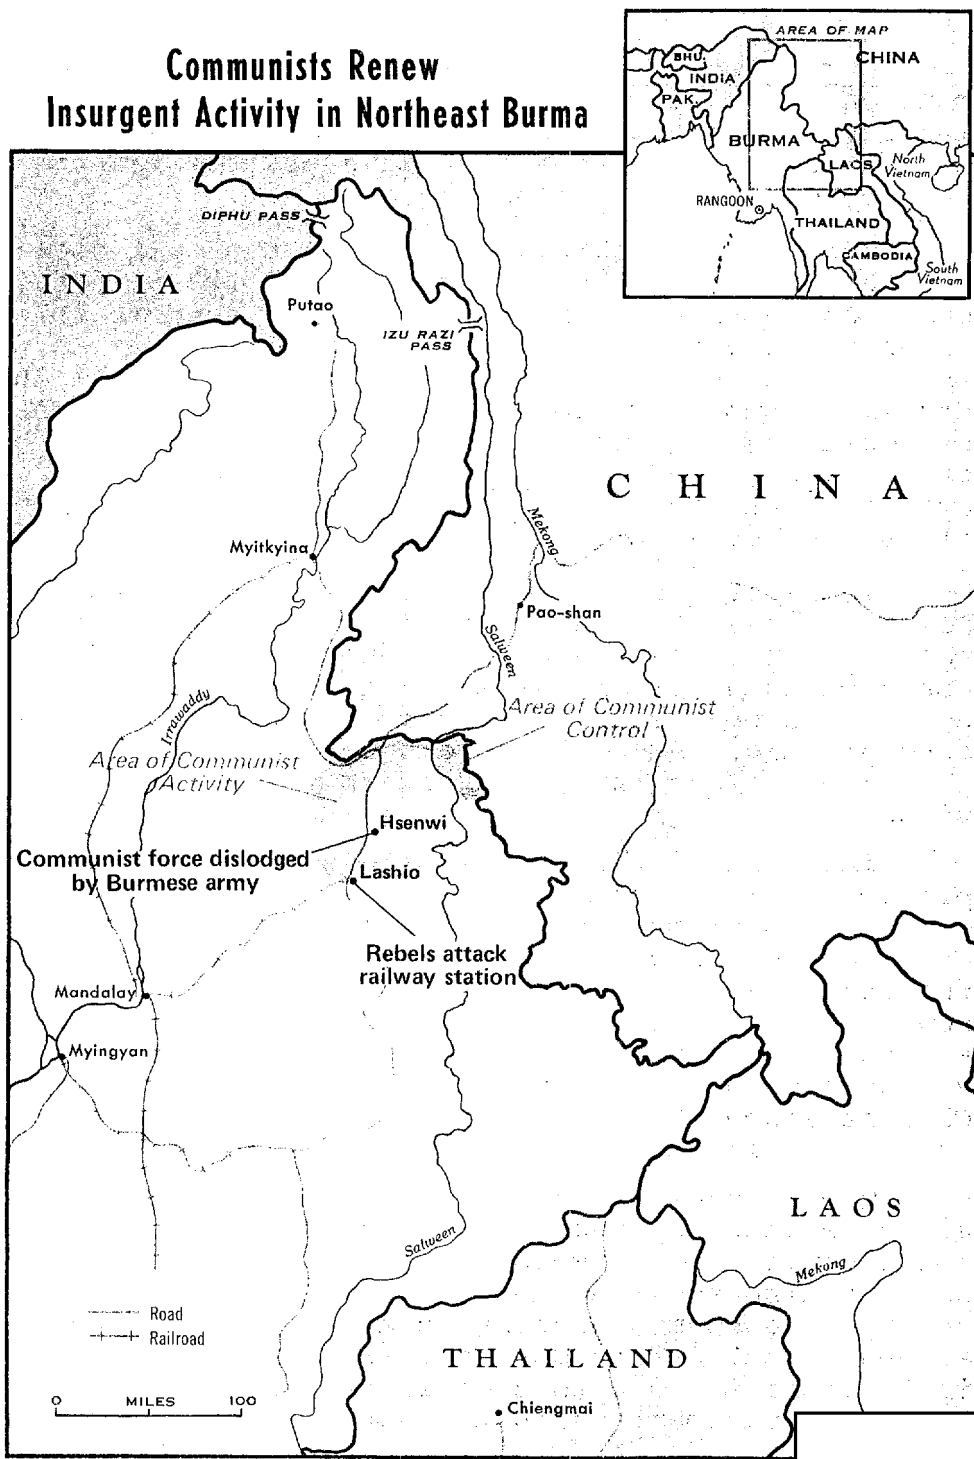 Communists Renew
Insurgent Activity in Northeast Burma
AREA OF MAP
CHINA
BHU.
INDIA
PAK.
BURMA
LAOS
North
Vietnam
RANGOON
THAILAND
CAMBODIA
South
Vietnam
DIPHU PASS
INDIA
Putao
IZU RAZI
PASS
CHINA
Mekong
Myitkyina
Pao-shan
Salween
Irrawaddy
Area of Communist
Control
Area of Communist
Activity
Hsenwi
Communist force dislodged
by Burmese army
Lashio
Rebels attack
railway station
Mandalay
Myingyan
LAOS
Salween
Mekong
Road
Railroad
THAILAND
0 MILES 100
Chiengmai